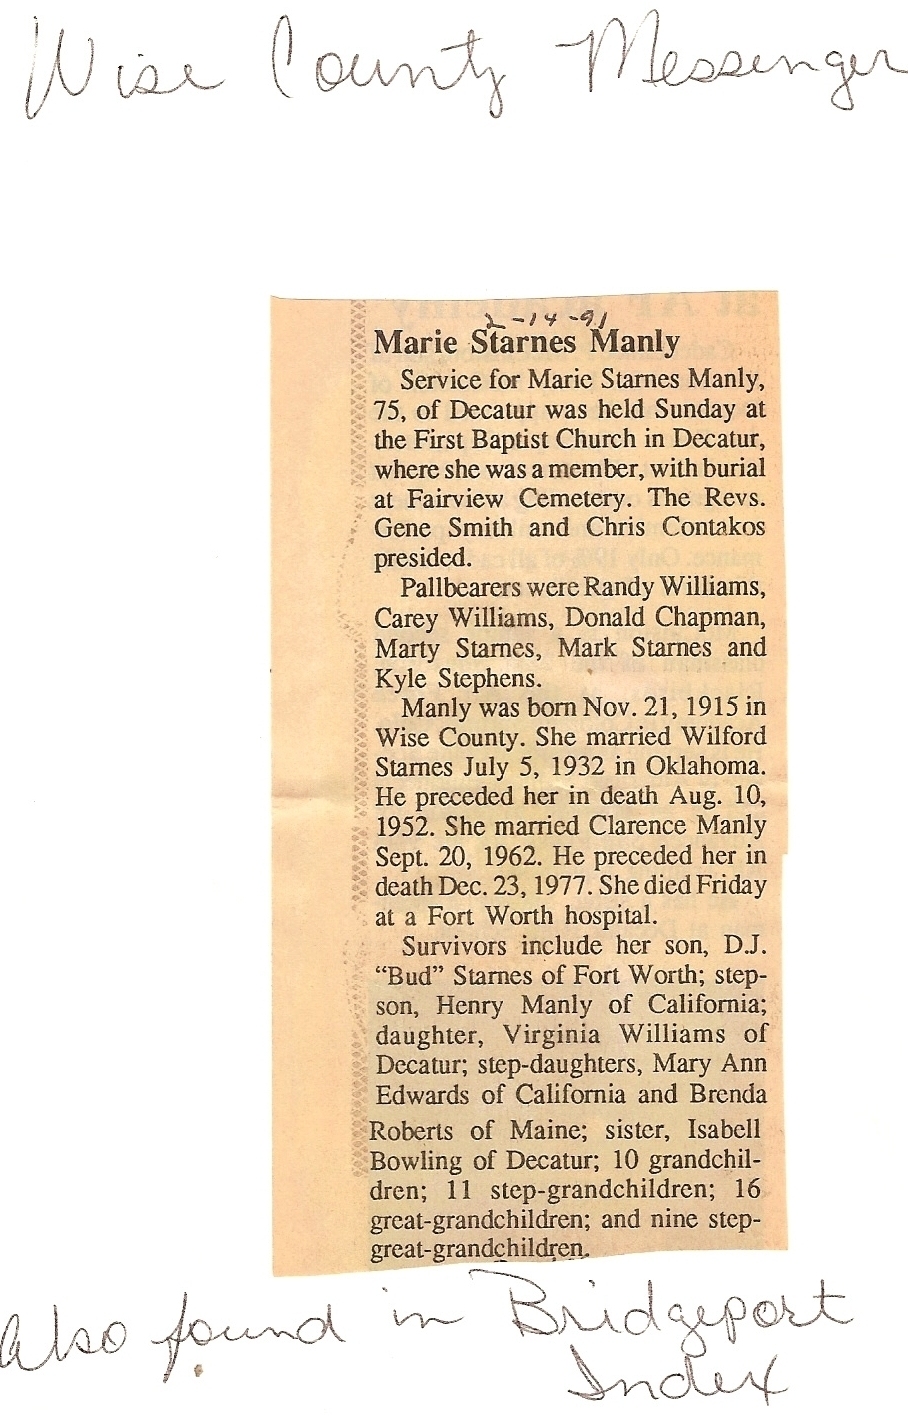 Wise County Messenger
2-14-91
Marie Starnes Manly
Service for Marie Starnes Manly,
75, of Decatur was held Sunday at
the First Baptist Church in Decatur,
where she was a member, with burial
at Fairview Cemetery. The Revs.
Gene Smith and Chris Contakos
presided.
Pallbearers were Randy Williams,
Carey Williams, Donald Chapman,
Marty Starnes, Mark Starnes and
Kyle Stephens.
Manly was born Nov. 21, 1915 in
Wise County. She married Wilford
Starnes July 5, 1932 in Oklahoma.
He preceded her in death Aug. 10,
1952. She married Clarence Manly
Sept. 20, 1962. He preceded her in
death Dec. 23, 1977. She died Friday
at a Fort Worth hospital.
Survivors include her son, D.J.
“Bud” Starnes of Fort Worth; step-
son, Henry Manly of California;
daughter, Virginia Williams of
Decatur; step-daughters, Mary Ann
Edwards of California and Brenda
Roberts of Maine; sister, Isabell
Bowling of Decatur; 10 grandchil-
dren; 11 step-grandchildren; 16
great-grandchildren; and nine step-
great-grandchildren.
Also found in Bridgeport
Index